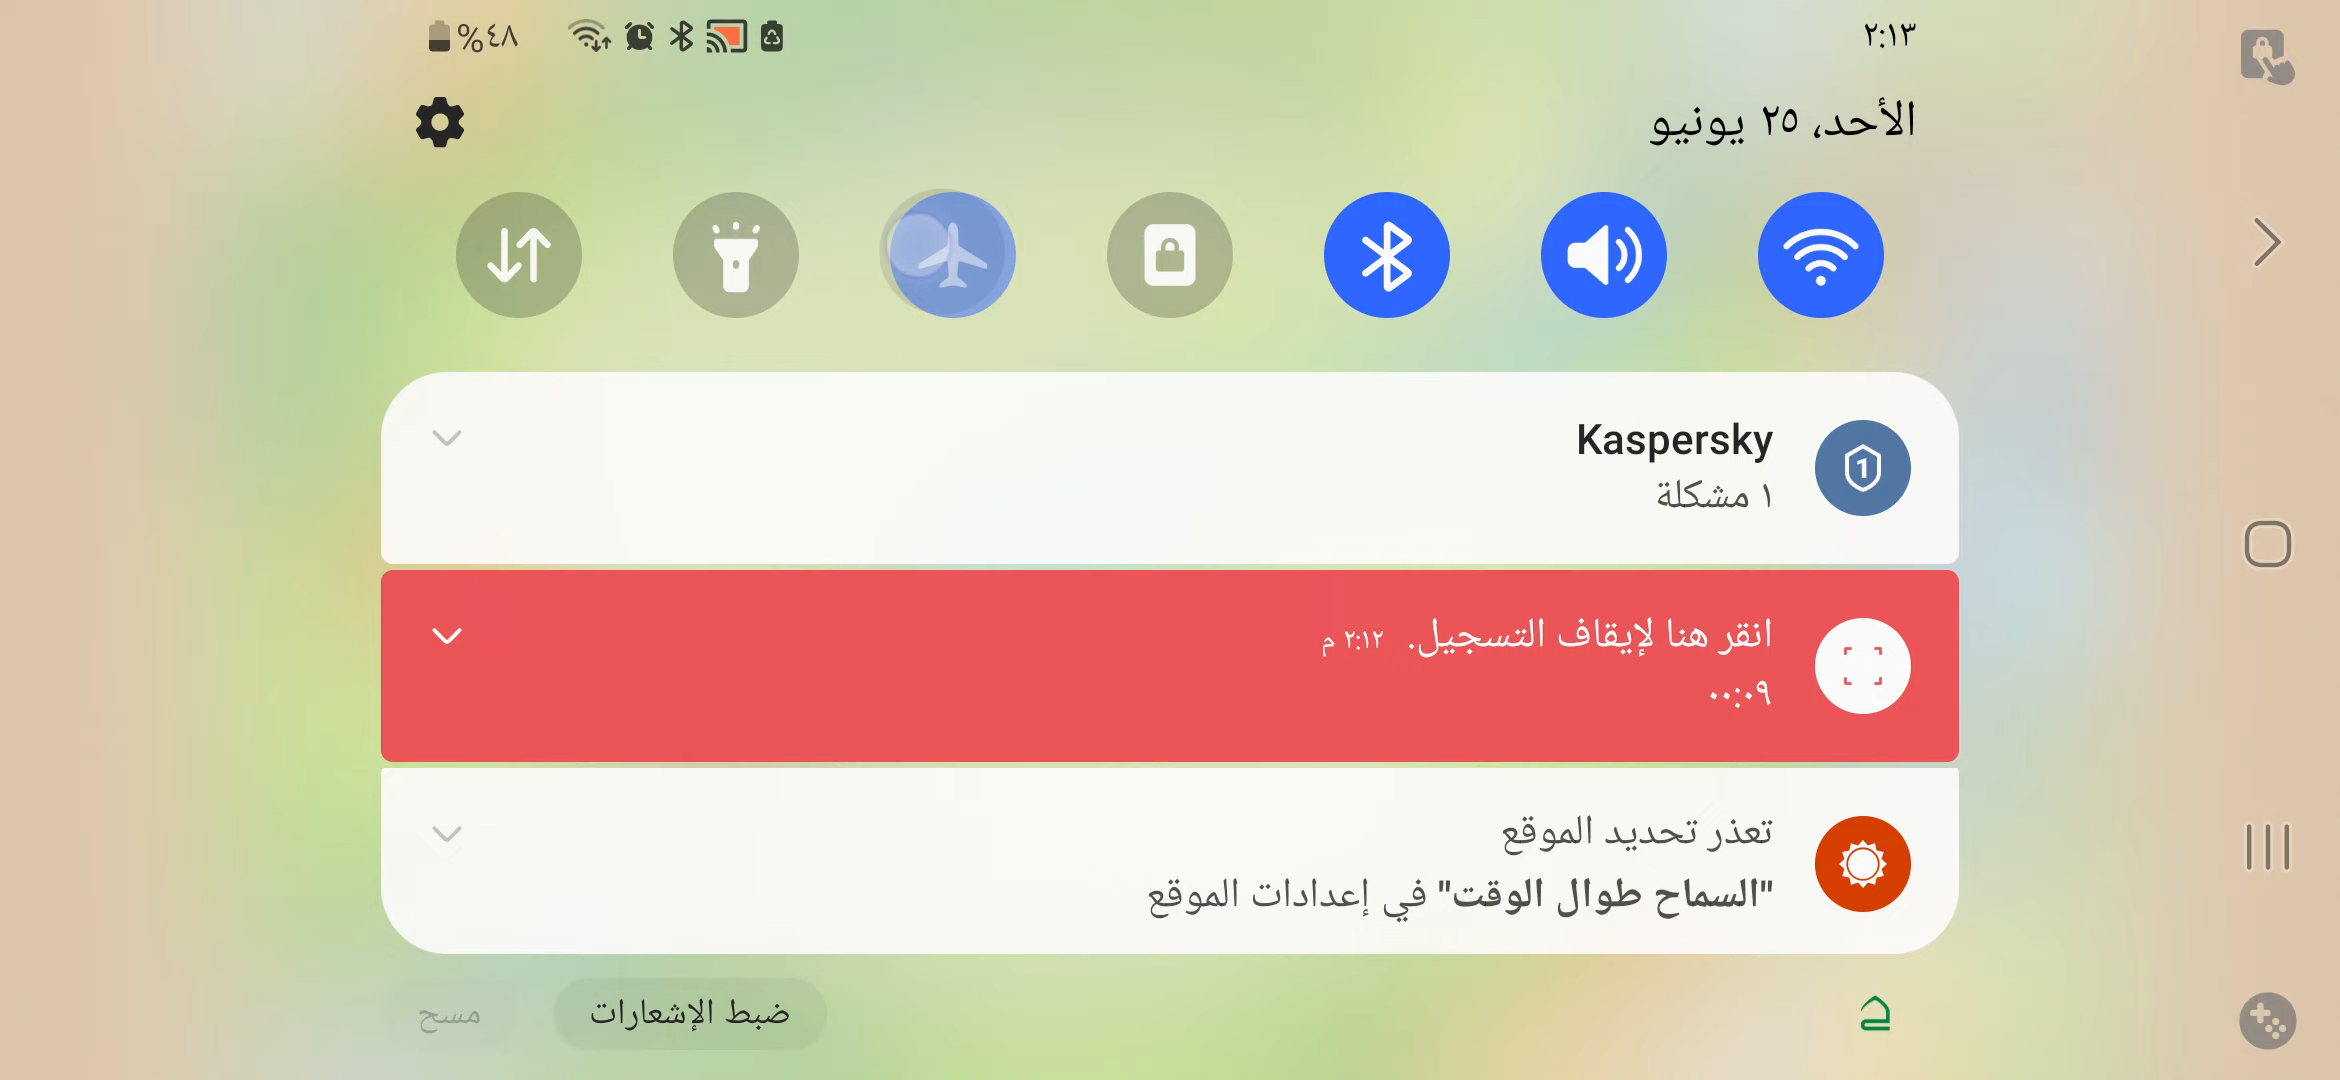 ٢:١٣
%٤٨
الأحد، ٢٥ يونيو
Kaspersky
١ مشكلة
1
انقر هنا لإيقاف التسجيل. ٢:١٢ م
٠٠:٠٩
تعذر تحديد الموقع
"السماح طوال الوقت" في إعدادات الموقع
ضبط الإشعارات
مسح